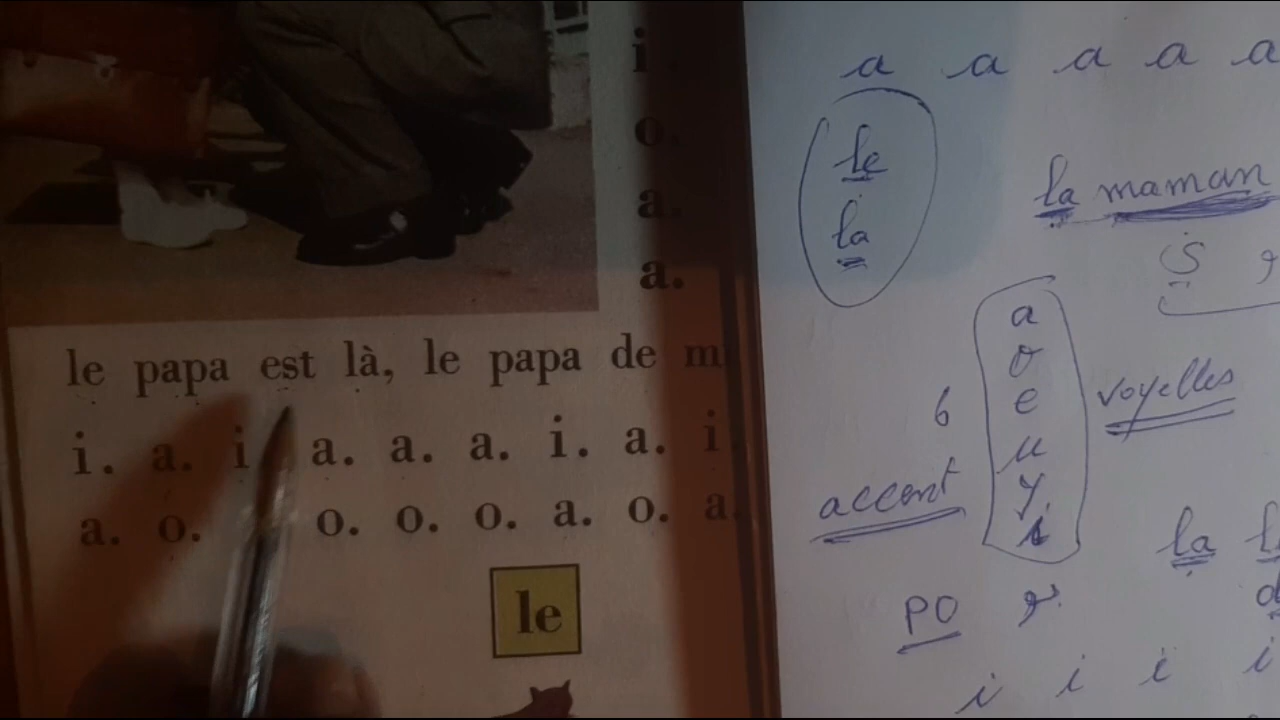 i.
o.
a.
a.
le papa est là, le papa de m
i. a. i a. a. a. i. a. i
a. o. o. o. o. a. o. a.
le
a a a a a
le
la
la maman
S
a
o
e
u
y
i
6
voyelles
accent
la
PO
i i i i